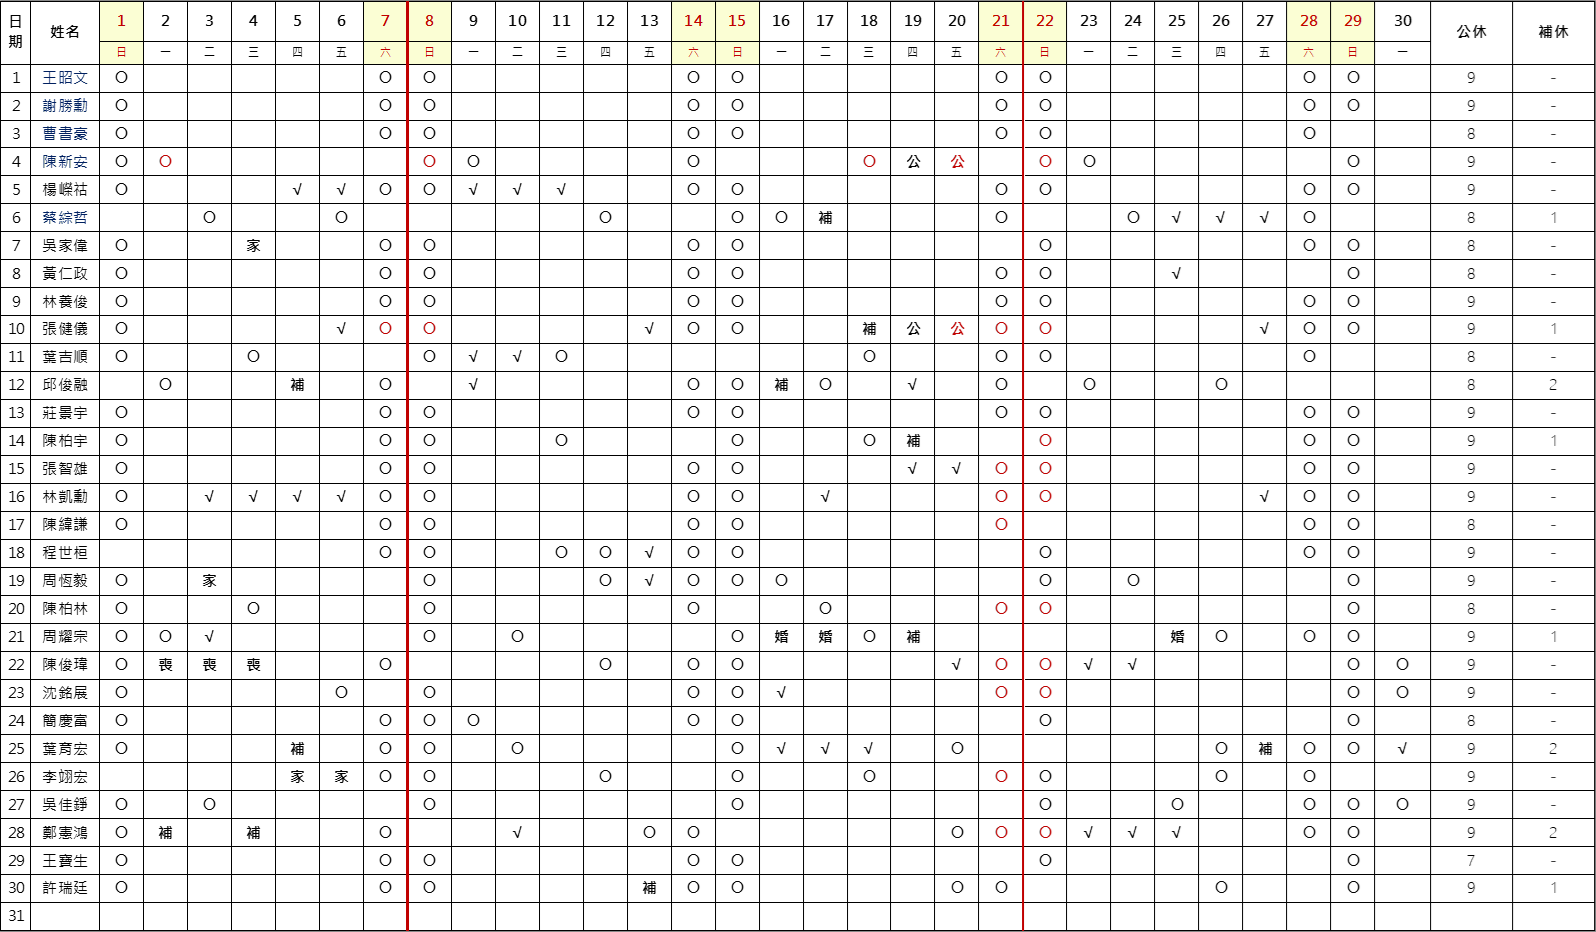 日期 姓名 1 2 3 4 5 6 7 8 9 10 11 12 13 14 15 16 17 18 19 20 21 22 23 24 25 26 27 28 29 30 公休 補休
日 一 二 三 四 五 六 日 一 二 三 四 五 六 日 一 二 三 四 五 六 日 一 二 三 四 五 六 日 一
1 王昭文 O O O O O O O O O 9 -
2 謝勝勳 O O O O O O O O O 9 -
3 曹書豪 O O O O O O O O 8 -
4 陳新安 O O O O O O 公 公 O O O 9 -
5 楊嶸祜 O √ √ O O √ √ √ O O O O O O 9 -
6 蔡綜哲 O O O O O 補 O O √ √ √ O 8 1
7 吳家偉 O 家 O O O O O O O 8 -
8 黃仁政 O O O O O O O √ O 8 -
9 林養俊 O O O O O O O O O 9 -
10 張健儀 O √ O O √ O O 補 公 公 O O √ O O 9 1
11 葉吉順 O O O √ √ O O O O O 8 -
12 邱俊融 O 補 O √ O O 補 O √ O O O 8 2
13 莊景宇 O O O O O O O O O 9 -
14 陳柏宇 O O O O O O 補 O O O 9 1
15 張智雄 O O O O O √ √ O O O O 9 -
16 林凱勳 O √ √ √ √ O O O O √ O O √ O O 9 -
17 陳緯謙 O O O O O O O O 8 -
18 程世桓 O O O O √ O O O O O 9 -
19 周恆毅 O 家 O O √ O O O O O O 9 -
20 陳柏林 O O O O O O O O 8 -
21 周耀宗 O O √ O O O 婚 婚 O 補 婚 O O O 9 1
22 陳俊瑋 O 喪 喪 喪 O O O O √ O O √ √ O O 9 -
23 沈銘展 O O O O O √ O O O O 9 -
24 簡慶富 O O O O O O O O 8 -
25 葉育宏 O 補 O O O O √ √ √ O O 補 O O √ 9 2
26 李翊宏 家 家 O O O O O O O O O 9 -
27 吳佳錚 O O O O O O O O O 9 -
28 鄭憲鴻 O 補 補 O √ O O O O O √ √ √ O O 9 2
29 王寶生 O O O O O O O 7 -
30 許瑞廷 O O O 補 O O O O O O 9 1
31